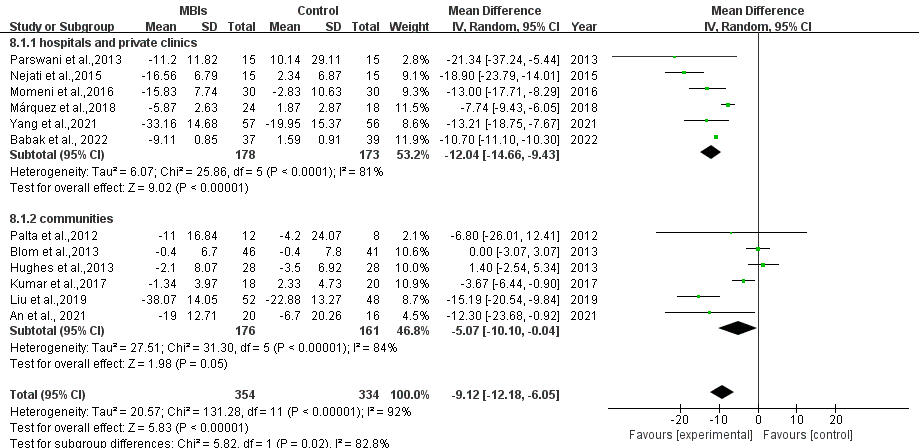 MBIs Control Mean Difference Mean Difference
Study or Subgroup Mean SD Total Mean SD Total Weight IV, Random, 95% CI Year IV, Random, 95% CI
8.1.1 hospitals and private clinics
Parswani et al.,2013 -11.2 11.82 15 10.14 29.11 15 2.8% -21.34 [-37.24, -5.44] 2013
Nejati et al.,2015 -16.56 6.79 15 2.34 6.87 15 8.8% -18.90 [-23.79, -14.01] 2015
Momeni et al.,2016 -15.83 7.74 30 -2.83 10.63 30 9.0% -13.00 [-17.71, -8.29] 2016
Márquez et al.,2018 -5.87 2.63 24 1.87 2.87 18 11.2% -7.74 [-9.43, -6.05] 2018
Yang et al.,2021 -33.16 14.68 57 -19.95 15.37 56 8.6% -13.21 [-18.75, -7.67] 2021
Babak et al., 2022 -9.11 0.85 37 1.59 0.91 39 11.9% -10.70 [-11.10, -10.30] 2022
Subtotal (95% CI) 178 173 53.2% -12.04 [-14.66, -9.43]
Heterogeneity: Tau² = 6.07; Chi² = 25.86, df = 5 (P < 0.0001); I² = 81%
Test for overall effect: Z = 9.02 (P < 0.00001)
8.1.2 communities
Palta et al.,2012 -11 16.84 12 -4.2 24.07 8 2.1% -6.80 [-26.01, 12.41] 2012
Blom et al.,2013 -0.4 6.7 46 -0.4 7.8 41 10.5% 0.00 [-3.07, 3.07] 2013
Hughes et al.,2013 -2.1 8.07 28 -3.5 6.92 28 10.0% 1.40 [-2.54, 5.34] 2013
Kumar et al.,2017 -1.34 3.97 18 2.33 4.73 20 10.7% -3.67 [-6.44, -0.90] 2017
Liu et al.,2019 -38.07 14.05 52 -22.88 13.27 48 8.7% -15.19 [-20.54, -9.84] 2019
An et al.,2021 -19 12.71 20 -6.7 20.26 16 4.5% -12.30 [-23.68, -0.92] 2021
Subtotal (95% CI) 176 161 46.8% -5.07 [-10.10, -0.04]
Heterogeneity: Tau² = 27.51; Chi² = 31.30, df = 5 (P < 0.00001); I² = 84%
Test for overall effect: Z = 1.98 (P = 0.05)
Total (95% CI) 354 334 100.0% -9.12 [-12.18, -6.05]
Heterogeneity: Tau² = 20.57; Chi² = 131.28, df = 11 (P < 0.00001); I² = 92%
Test for overall effect: Z = 5.83 (P < 0.00001)
Test for subgroup differences: Chi² = 5.82, df = 1 (P = 0.02), I² = 82.8%
-20 -10 0 10 20
Favours [experimental] Favours [control]